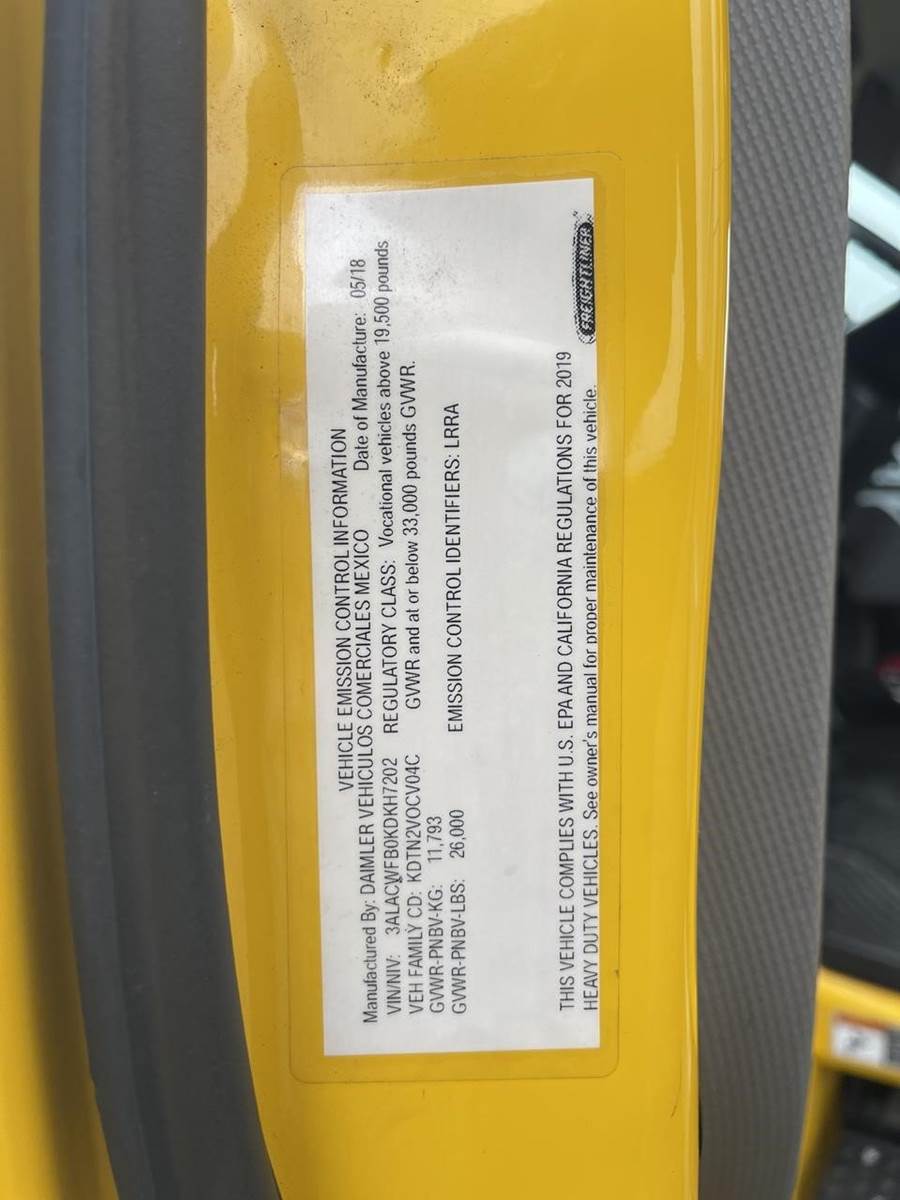 VEHICLE EMISSION CONTROL INFORMATION
Manufactured By: DAIMLER VEHICULOS COMERCIALES MEXICO Date of Manufacture: 05/18
VIN/NIV: 3ALACWFB0KDKH7202 REGULATORY CLASS: Vocational vehicles above 19,500 pounds
VEH FAMILY CD: KDTN2VOCV04C GVWR and at or below 33,000 pounds GVWR.
GVWR-PNBV-KG: 11,793
GVWR-PNBV-LBS: 26,000 EMISSION CONTROL IDENTIFIERS: LRRA
THIS VEHICLE COMPLIES WITH U.S. EPA AND CALIFORNIA REGULATIONS FOR 2019
HEAVY DUTY VEHICLES. See owner's manual for proper maintenance of this vehicle.
FREIGHTLINER